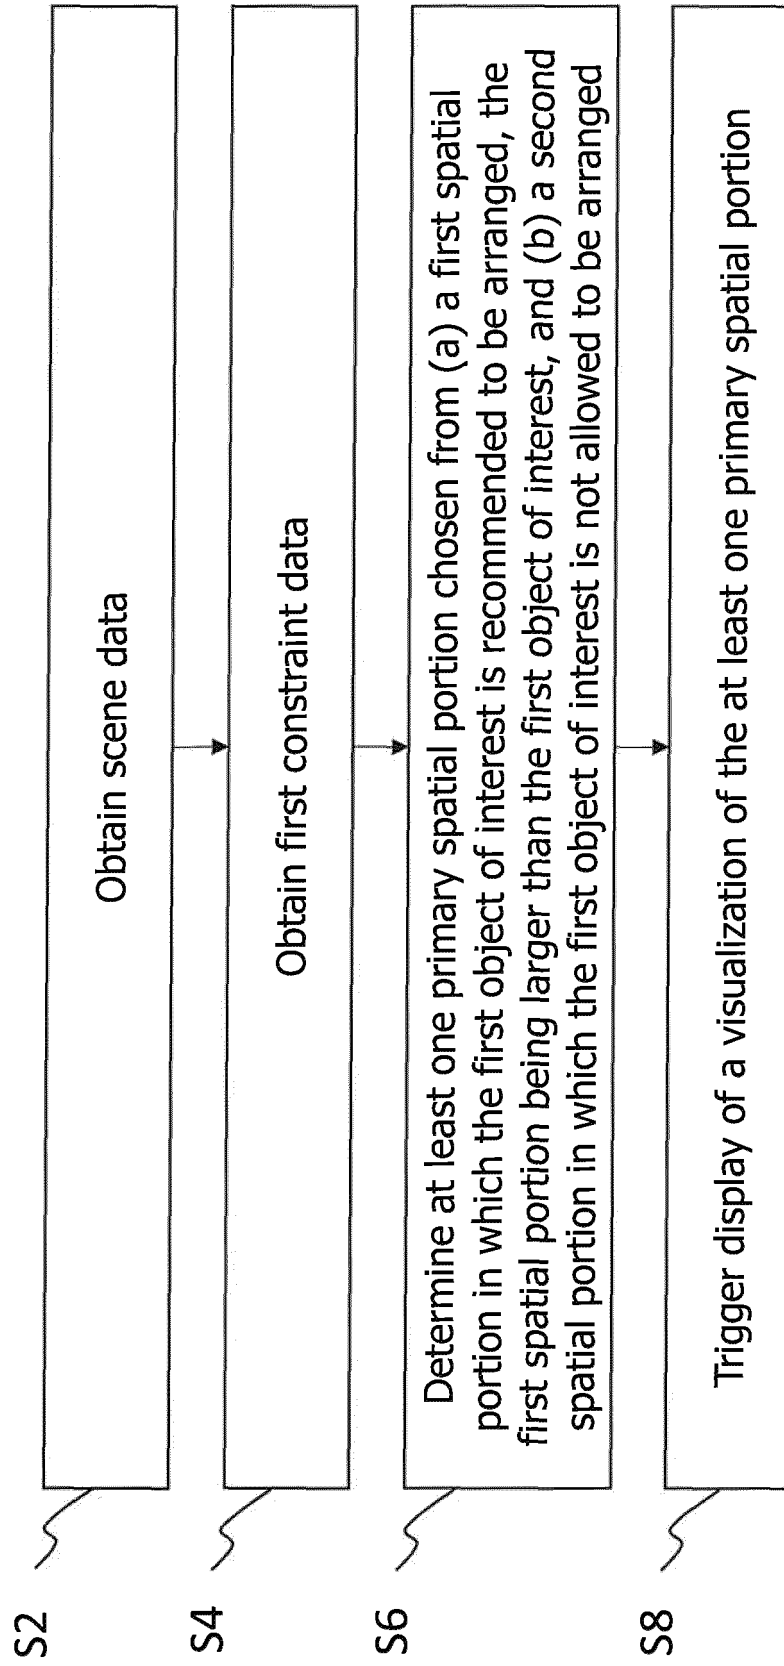 S2
Obtain scene data
S4
Obtain first constraint data
S6
Determine at least one primary spatial portion chosen from (a) a first spatial
portion in which the first object of interest is recommended to be arranged, the
first spatial portion being larger than the first object of interest, and (b) a second
spatial portion in which the first object of interest is not allowed to be arranged
S8
Trigger display of a visualization of the at least one primary spatial portion